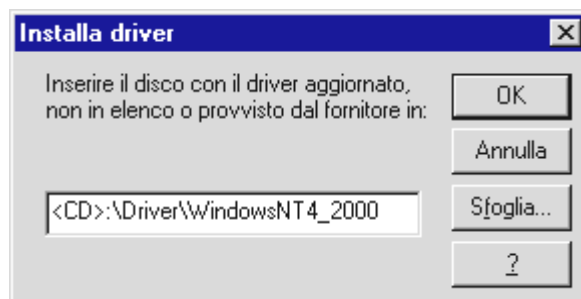 Installa driver
Inserire il disco con il driver aggiornato,
non in elenco o provvisto dal fornitore in:
OK
Annulla
<CD>:\Driver\WindowsNT4_2000
Sfoglia...
?